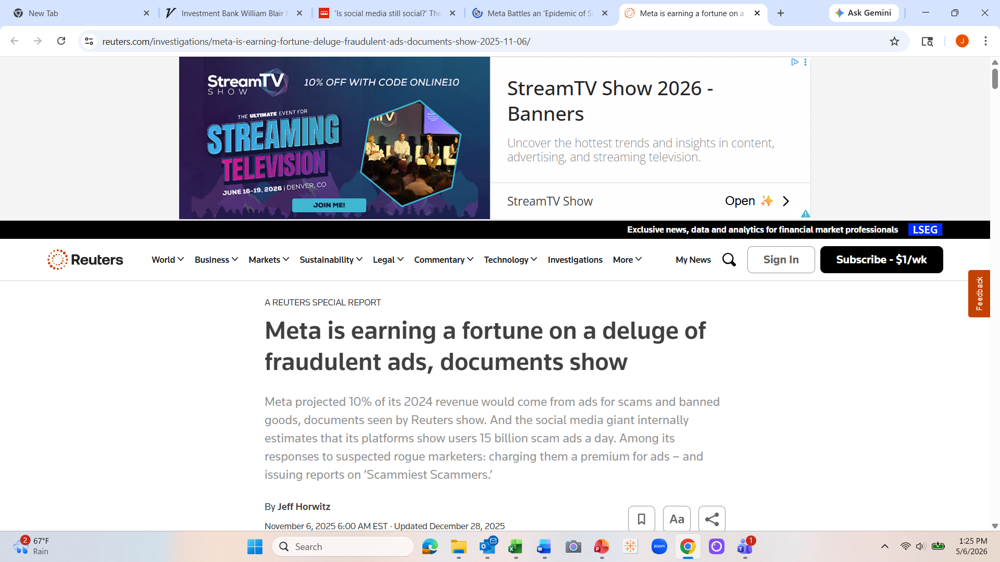 New Tab
Investment Bank William Blair
'Is social media still social?' The
Meta Battles an 'Epidemic of Sc
Meta is earning a fortune on a
Ask Gemini
reuters.com/investigations/meta-is-earning-fortune-deluge-fraudulent-ads-documents-show-2025-11-06/
J
StreamTV
SHOW
10% OFF WITH CODE ONLINE10
THE ULTIMATE EVENT FOR
STREAMING
TELEVISION
JUNE 16-19, 2026 | DENVER, CO
JOIN ME!
StreamTV Show 2026 -
Banners
Uncover the hottest trends and insights in content,
advertising, and streaming television.
StreamTV Show
Open
Exclusive news, data and analytics for financial market professionals LSEG
Reuters
World Business Markets Sustainability Legal Commentary Technology Investigations More My News Sign In Subscribe - $1/wk
Feedback
A REUTERS SPECIAL REPORT
Meta is earning a fortune on a deluge of
fraudulent ads, documents show
Meta projected 10% of its 2024 revenue would come from ads for scams and banned
goods, documents seen by Reuters show. And the social media giant internally
estimates that its platforms show users 15 billion scam ads a day. Among its
responses to suspected rogue marketers: charging them a premium for ads – and
issuing reports on 'Scammiest Scammers.'
By Jeff Horwitz
November 6, 2025 6:00 AM EST · Updated December 28, 2025
Aa
2
67°F
Rain
Search
zoom
1
1:25 PM
5/6/2026